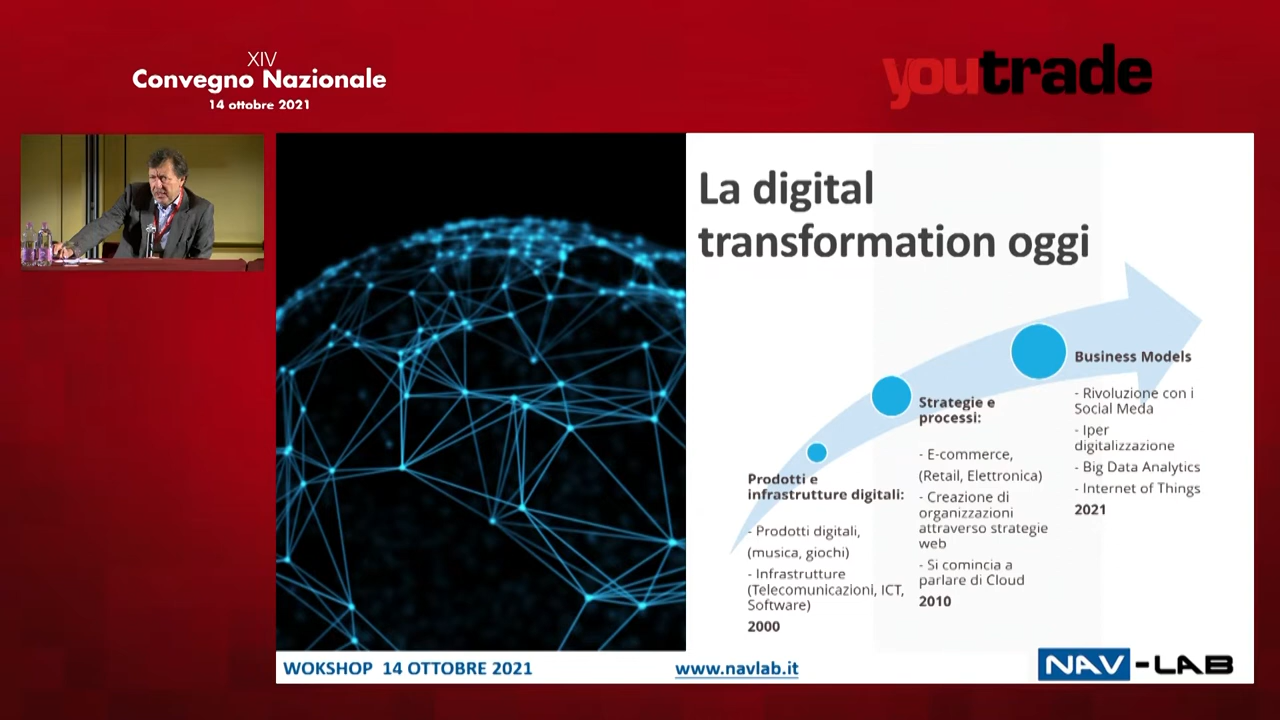 XIV
Convegno Nazionale
14 ottobre 2021
youtrade
La digital
transformation oggi
Prodotti e
infrastrutture digitali:
- Prodotti digitali,
(musica, giochi)
- Infrastrutture
(Telecomunicazioni, ICT,
Software)
2000
Strategie e
processi:
- E-commerce,
(Retail, Elettronica)
- Creazione di
organizzazioni
attraverso strategie
web
- Si comincia a
parlare di Cloud
2010
Business Models
- Rivoluzione con i
Social Meda
- Iper
digitalizzazione
- Big Data Analytics
- Internet of Things
2021
WOKSHOP 14 OTTOBRE 2021
www.navlab.it
NAV-LAB